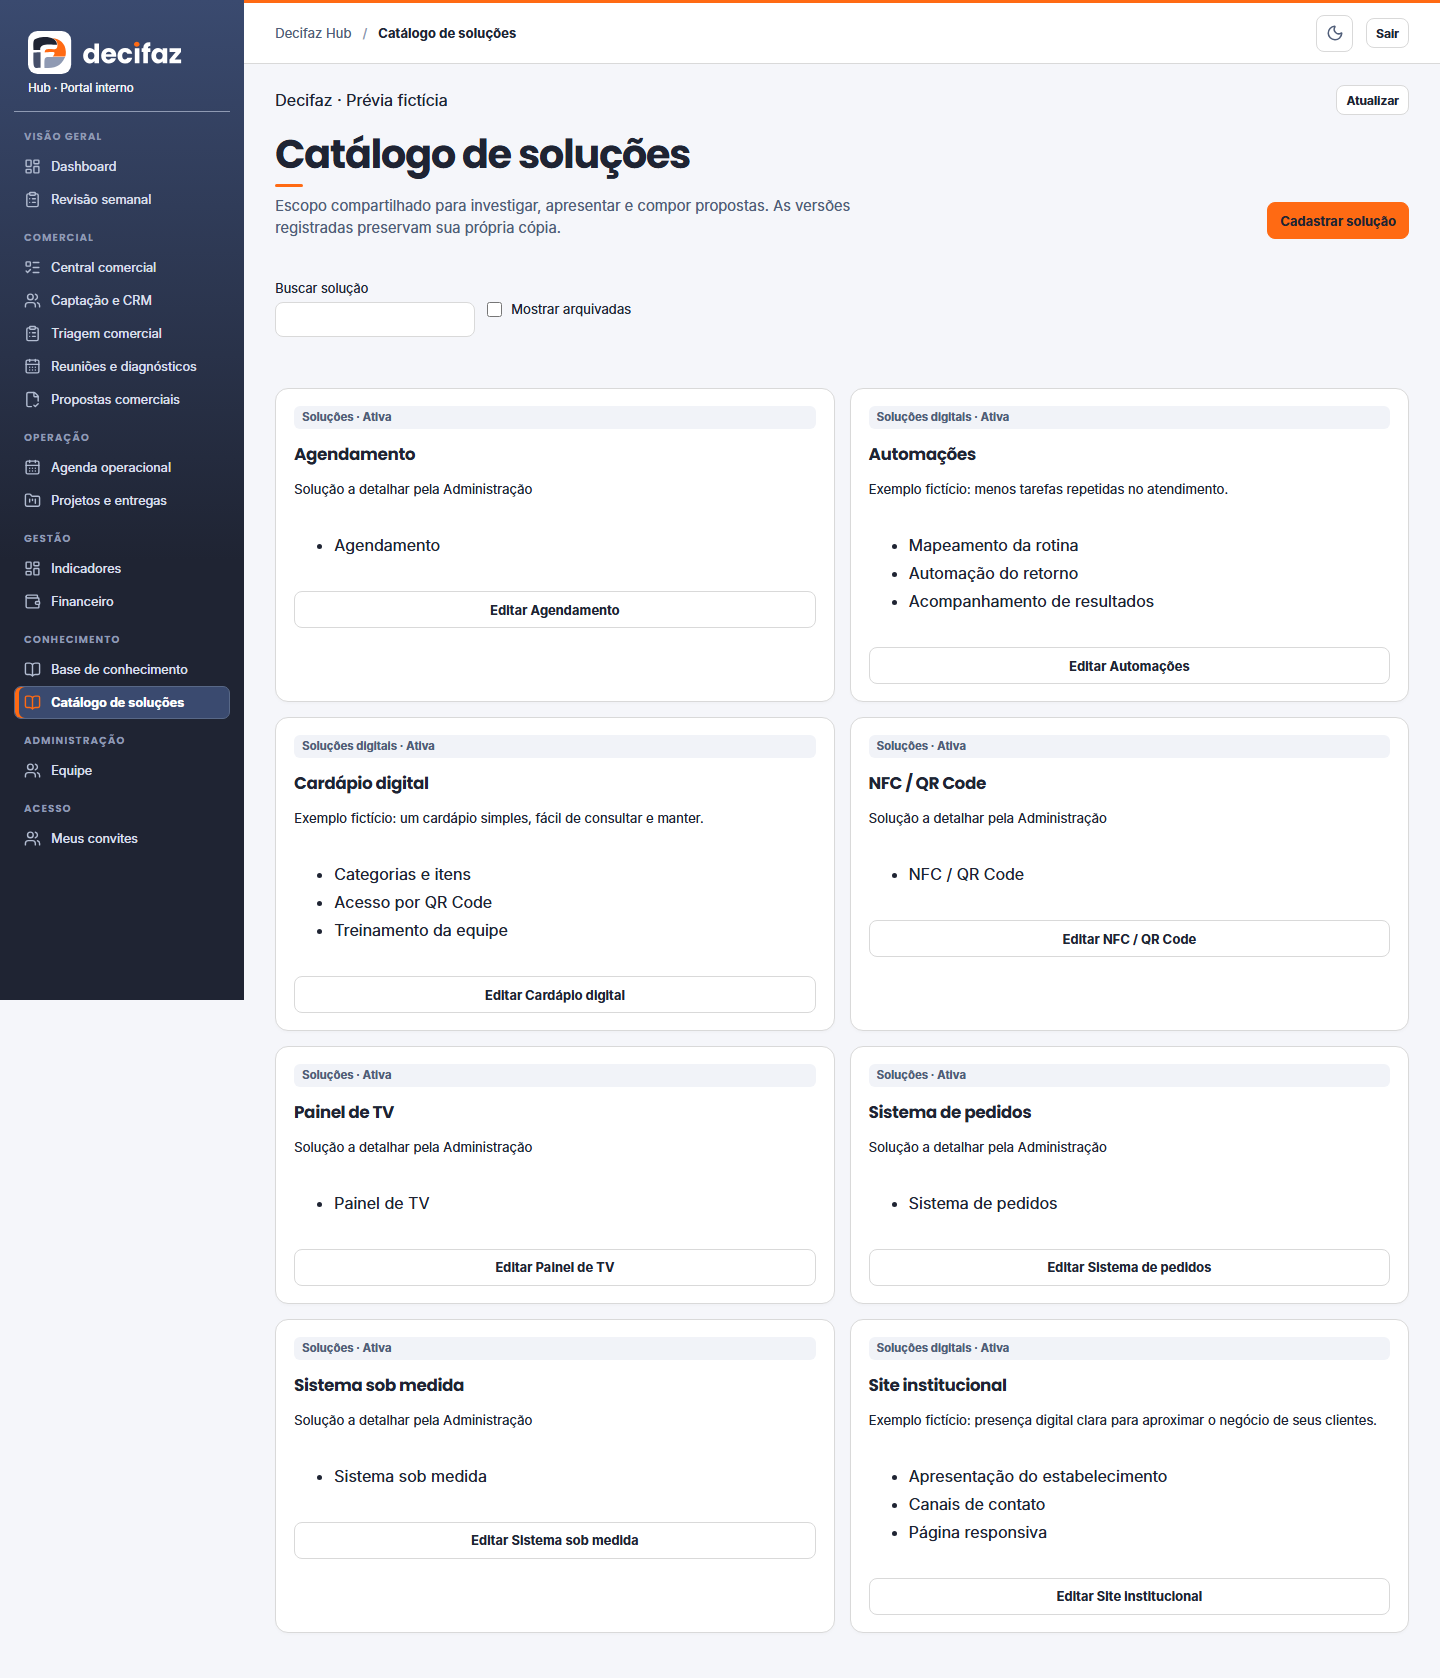 decifaz
Hub · Portal interno
VISÃO GERAL
Dashboard
Revisão semanal
COMERCIAL
Central comercial
Captação e CRM
Triagem comercial
Reuniões e diagnósticos
Propostas comerciais
OPERAÇÃO
Agenda operacional
Projetos e entregas
GESTÃO
Indicadores
Financeiro
CONHECIMENTO
Base de conhecimento
Catálogo de soluções
ADMINISTRAÇÃO
Equipe
ACESSO
Meus convites
Decifaz Hub / Catálogo de soluções
Sair
Decifaz · Prévia fictícia
Atualizar
Catálogo de soluções
Escopo compartilhado para investigar, apresentar e compor propostas. As versões
registradas preservam sua própria cópia.
Cadastrar solução
Buscar solução
Mostrar arquivadas
Soluções · Ativa
Agendamento
Solução a detalhar pela Administração
• Agendamento
Editar Agendamento
Soluções digitais · Ativa
Automações
Exemplo fictício: menos tarefas repetidas no atendimento.
• Mapeamento da rotina
• Automação do retorno
• Acompanhamento de resultados
Editar Automações
Soluções digitais · Ativa
Cardápio digital
Exemplo fictício: um cardápio simples, fácil de consultar e manter.
• Categorias e itens
• Acesso por QR Code
• Treinamento da equipe
Editar Cardápio digital
Soluções · Ativa
NFC / QR Code
Solução a detalhar pela Administração
• NFC / QR Code
Editar NFC / QR Code
Soluções · Ativa
Painel de TV
Solução a detalhar pela Administração
• Painel de TV
Editar Painel de TV
Soluções · Ativa
Sistema de pedidos
Solução a detalhar pela Administração
• Sistema de pedidos
Editar Sistema de pedidos
Soluções · Ativa
Sistema sob medida
Solução a detalhar pela Administração
• Sistema sob medida
Editar Sistema sob medida
Soluções digitais · Ativa
Site institucional
Exemplo fictício: presença digital clara para aproximar o negócio de seus clientes.
• Apresentação do estabelecimento
• Canais de contato
• Página responsiva
Editar Site institucional